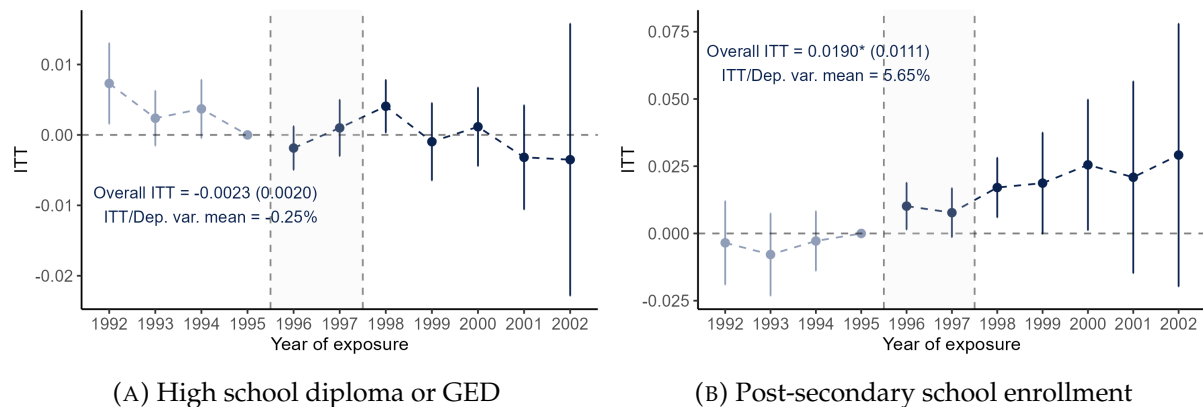 0.01
0.00
-0.01
-0.02
ITT
Overall ITT = -0.0023 (0.0020)
ITT/Dep. var. mean = -0.25%
1992 1993 1994 1995 1996 1997 1998 1999 2000 2001 2002
Year of exposure
(A) High school diploma or GED
0.075
0.050
0.025
0.000
-0.025
ITT
Overall ITT = 0.0190* (0.0111)
ITT/Dep. var. mean = 5.65%
1992 1993 1994 1995 1996 1997 1998 1999 2000 2001 2002
Year of exposure
(B) Post-secondary school enrollment